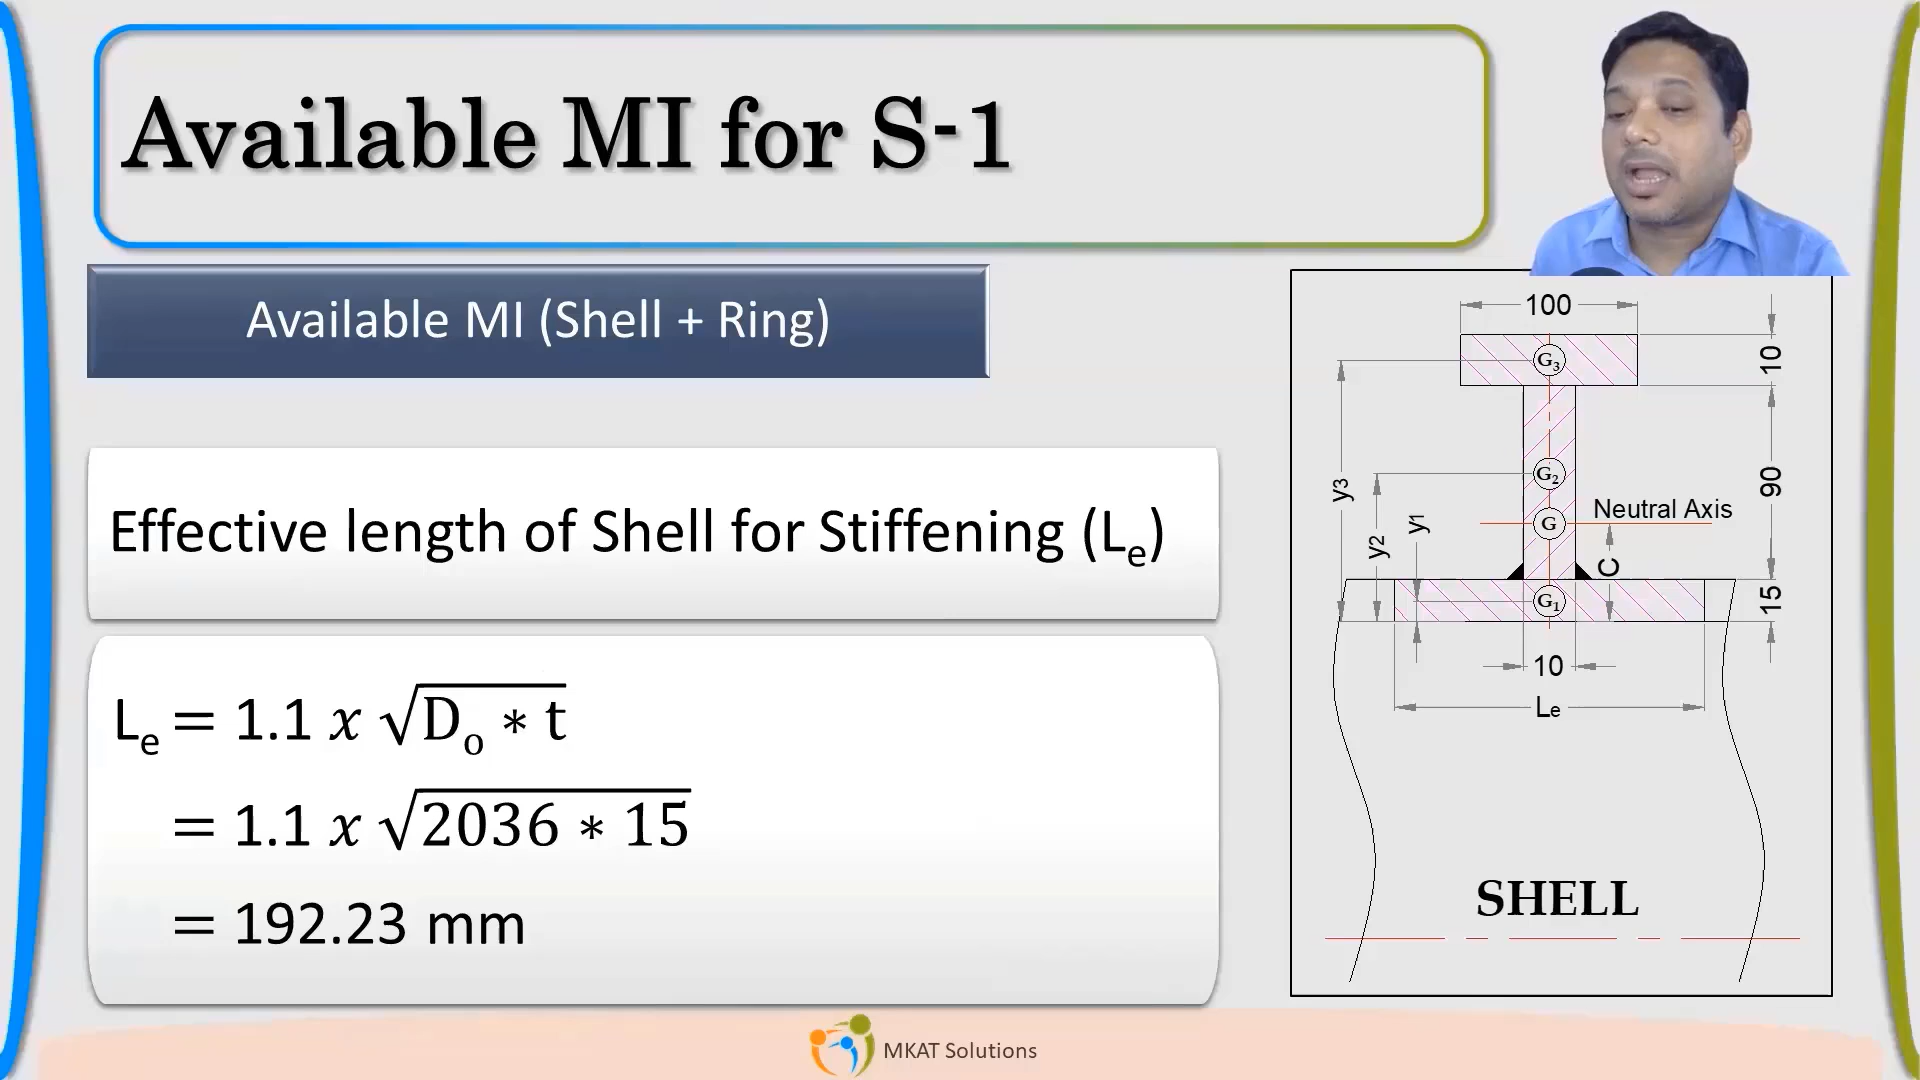 Available MI for S-1
Available MI (Shell + Ring)
Effective length of Shell for Stiffening (Lₑ)
Lₑ = 1.1 x √(Dₒ * t)
= 1.1 x √(2036 * 15)
= 192.23 mm
100
10
G₃
y₃
90
G₂
y₂
y₁
Neutral Axis
G
C
G₁
15
10
Lₑ
SHELL
MKAT Solutions